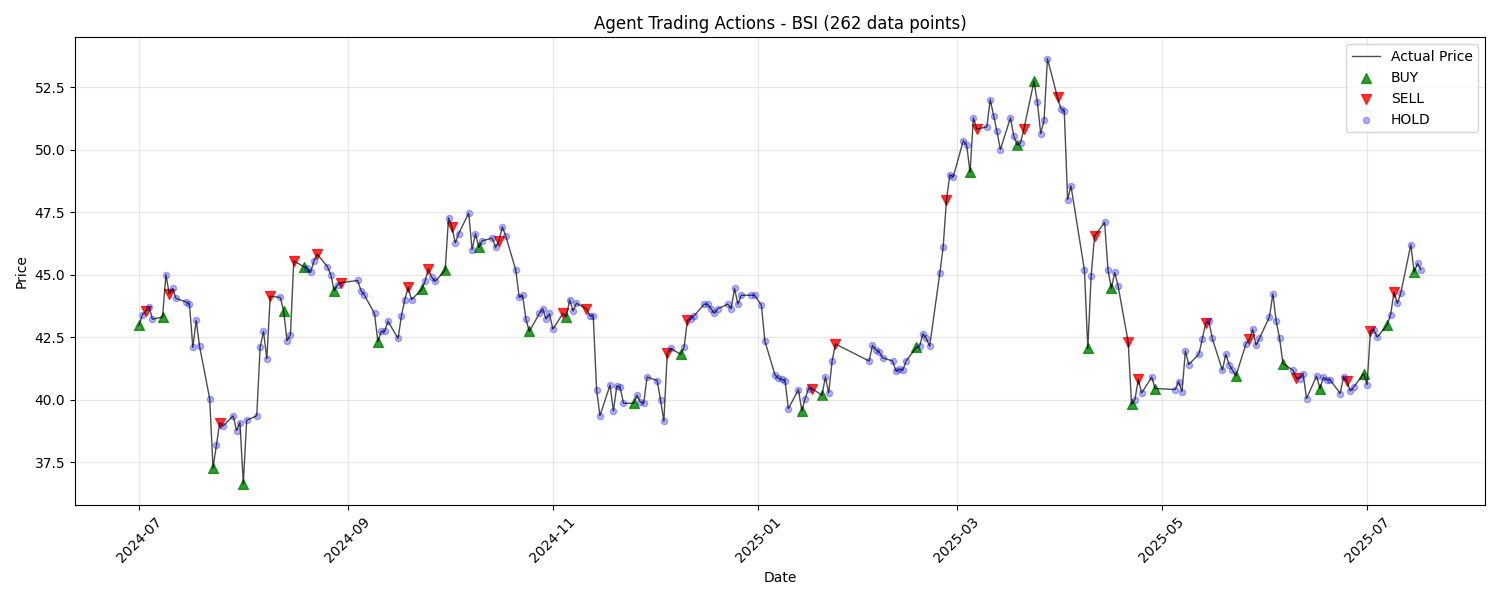 Agent Trading Actions - BSI (262 data points)
Price
52.5
50.0
47.5
45.0
42.5
40.0
37.5
Actual Price
BUY
SELL
HOLD
2024-07
2024-09
2024-11
2025-01
2025-03
2025-05
2025-07
Date